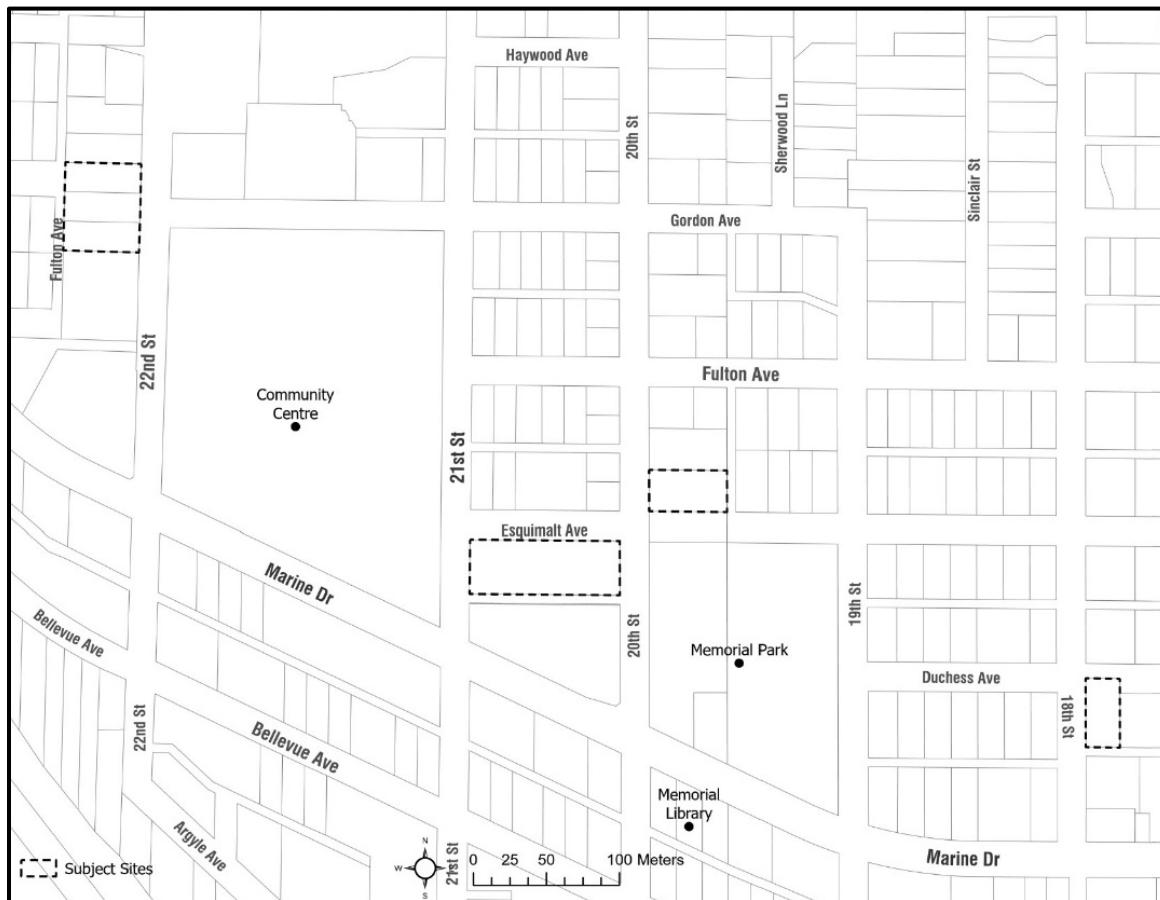 Haywood Ave
20th St
Sherwood Ln
Sinclair St
Gordon Ave
Fulton Ave
22nd St
Fulton Ave
Community
Centre
21st St
Esquimalt Ave
Marine Dr
20th St
19th St
Memorial Park
Bellevue Ave
Duchess Ave
18th St
22nd St
Bellevue Ave
Memorial
Library
Argyle Ave
Marine Dr
Subject Sites
N
W
S
21st St
0 25 50 100 Meters